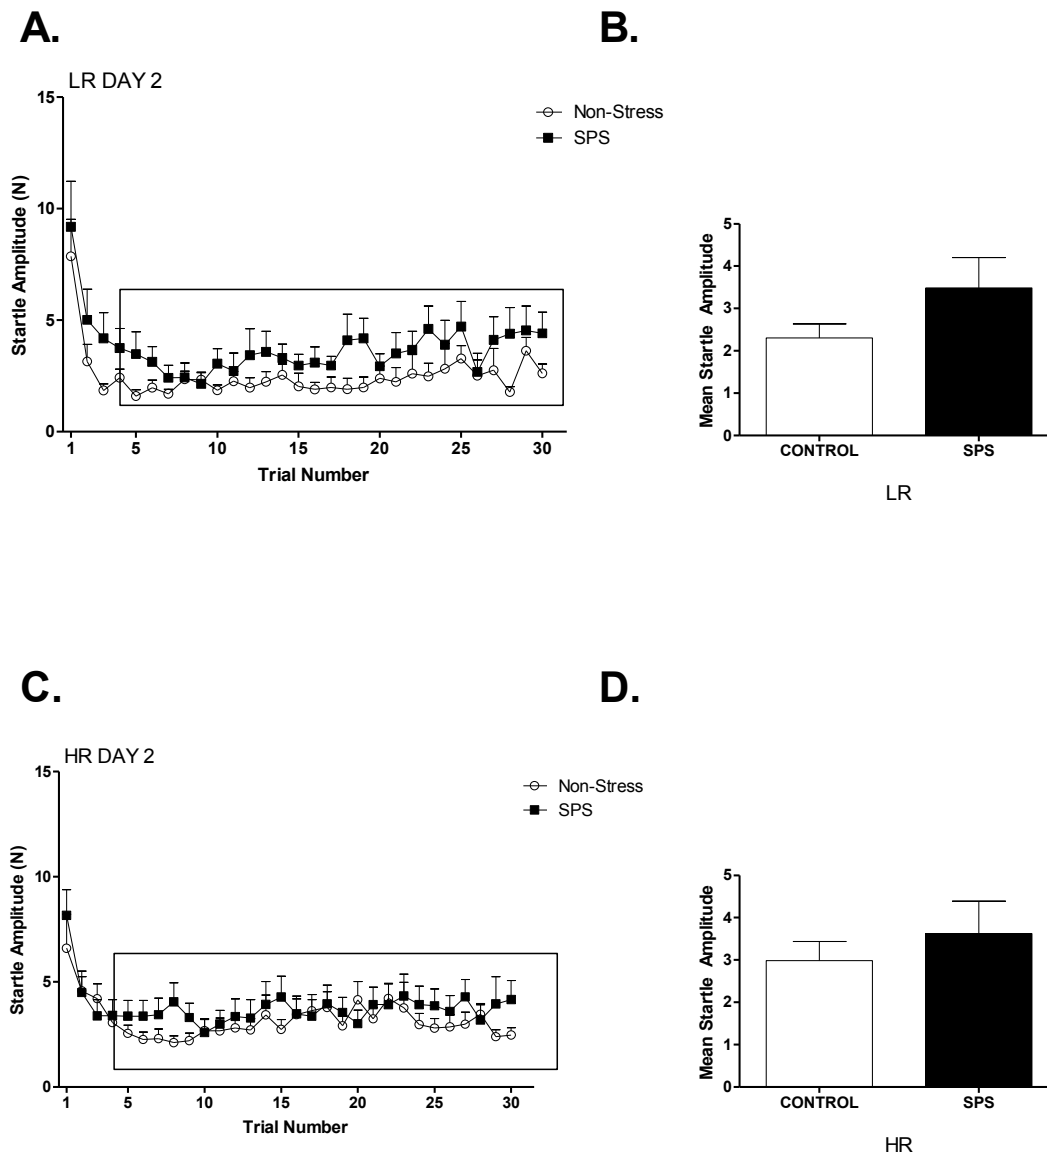 A.
B.
LR DAY 2
15
10
5
0
Startle Amplitude (N)
1 5 10 15 20 25 30
Trial Number
Non-Stress
SPS
5
4
3
2
1
0
Mean Startle Amplitude
CONTROL SPS
LR
C.
D.
HR DAY 2
15
10
5
0
Startle Amplitude (N)
1 5 10 15 20 25 30
Trial Number
Non-Stress
SPS
5
4
3
2
1
0
Mean Startle Amplitude
CONTROL SPS
HR